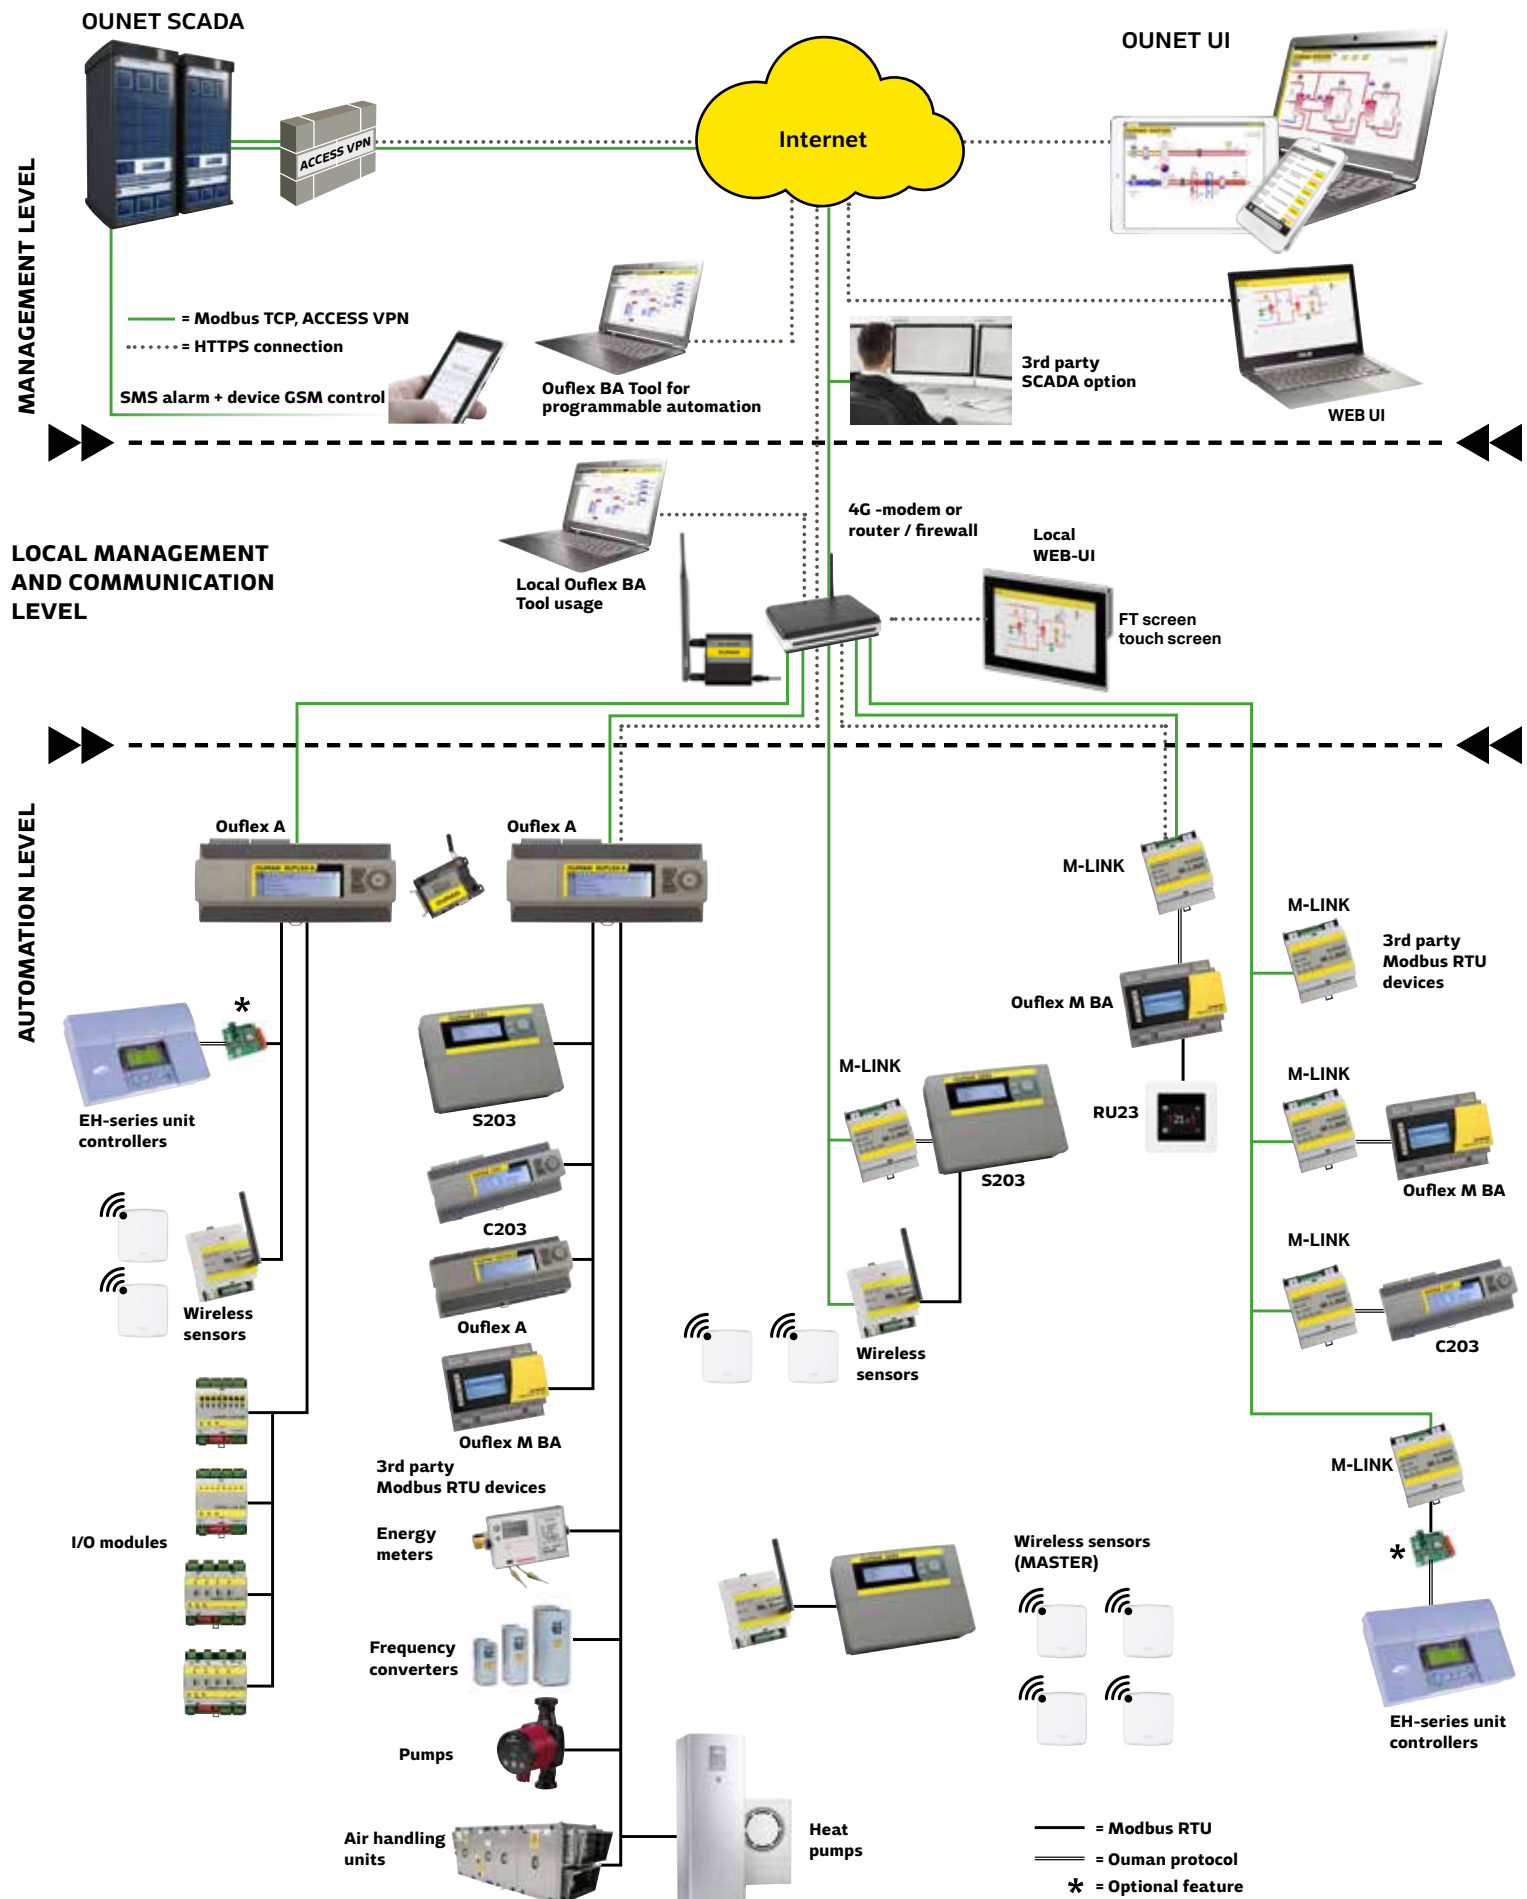 OUNET SCADA
OUNET UI
Internet
ACCESS VPN
MANAGEMENT LEVEL
= Modbus TCP, ACCESS VPN
= HTTPS connection
SMS alarm + device GSM control
Ouflex BA Tool for
programmable automation
3rd party
SCADA option
WEB UI
LOCAL MANAGEMENT
AND COMMUNICATION
LEVEL
Local Ouflex BA
Tool usage
4G -modem or
router / firewall
Local
WEB-UI
FT screen
touch screen
AUTOMATION LEVEL
Ouflex A
Ouflex A
M-LINK
M-LINK
3rd party
Modbus RTU
devices
*
Ouflex M BA
EH-series unit
controllers
S203
M-LINK
S203
RU23
M-LINK
Ouflex M BA
C203
Wireless
sensors
Ouflex A
Wireless
sensors
M-LINK
C203
Ouflex M BA
3rd party
Modbus RTU devices
M-LINK
I/O modules
Energy
meters
Wireless sensors
(MASTER)
*
Frequency
converters
EH-series unit
controllers
Pumps
Air handling
units
Heat
pumps
= Modbus RTU
= Ouman protocol
* = Optional feature